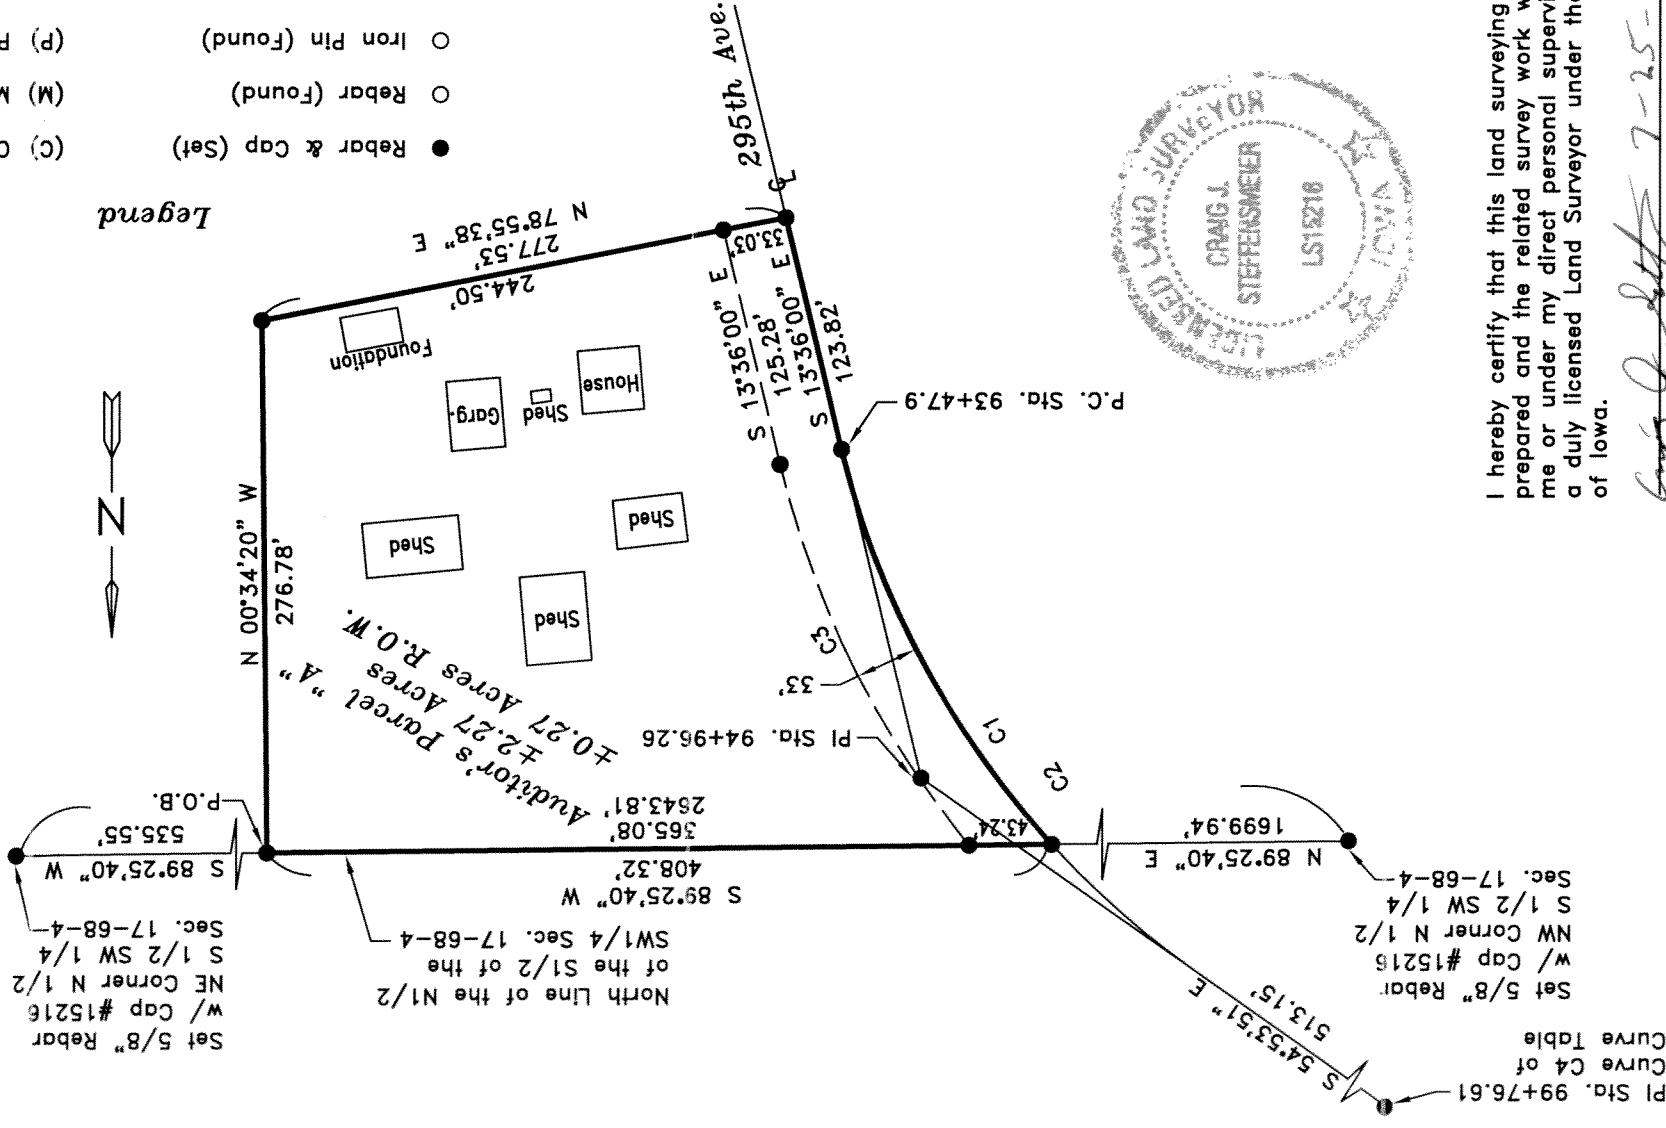 PI Sta. 99+76.61
Curve C4 of
Curve Table
S 54°53'51" E
513.15'
Set 5/8" Rebar
w/ Cap #15216
NW Corner N 1/2
S 1/2 SW 1/4
Sec. 17-68-4
N 89°25'40" E
1699.94'
North Line of the N1/2
of the S1/2 of the
SW1/4 Sec. 17-68-4
Set 5/8" Rebar
w/ Cap #15216
NE Corner N 1/2
S 1/2 SW 1/4
Sec. 17-68-4
S 89°25'40" W
535.55'
P.O.B.
S 89°25'40" W
408.32'
365.08'
2643.81'
43.24'
C2
C1
C3
PI Sta. 94+96.26
33'
Auditor's Parcel "A"
±2.27 Acres
±0.27 Acres R.O.W.
N 00°34'20" W
276.78'
N
Shed
Shed
Shed
Shed
House
Garg.
Foundation
P.C. Sta. 93+47.9
S 13°36'00" E
123.82'
S 13°36'00" E
125.28'
33.03'
244.50'
277.53'
N 78°55'38" E
295th Ave.
Legend
● Rebar & Cap (Set)
○ Rebar (Found)
○ Iron Pin (Found)
(C)
(M)
(P)
LICENSED LAND SURVEYOR
CRAIG J.
STEFFENSMEIER
LS15216
IOWA
I hereby certify that this land surveying
prepared and the related survey work
me or under my direct personal
a duly licensed Land Surveyor under
of Iowa.
7-25-